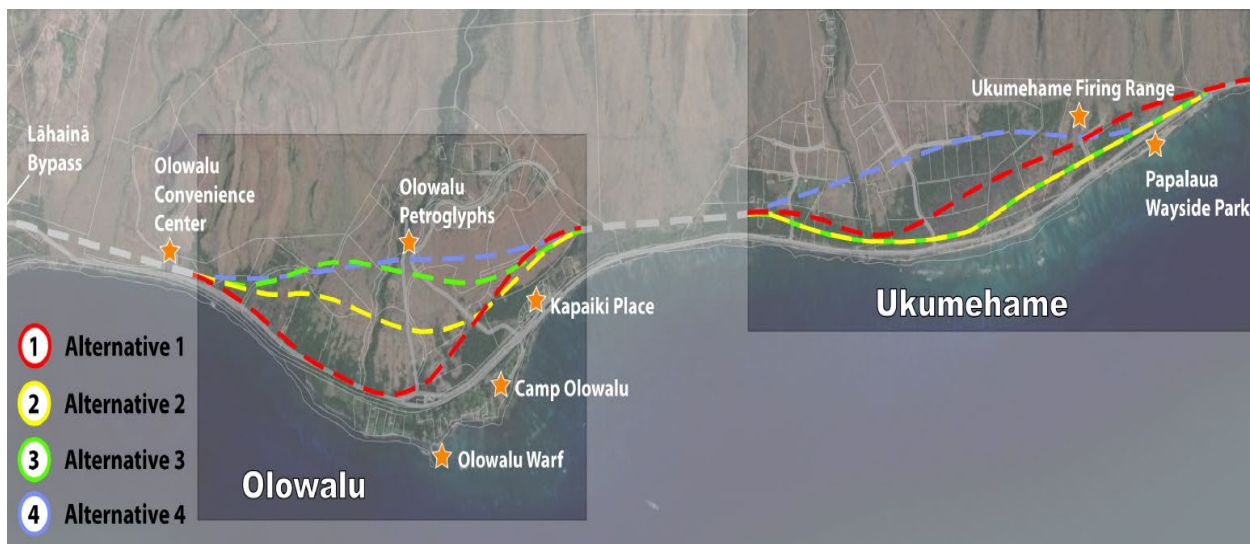 Lāhainā
Bypass
Olowalu
Convenience
Center
Olowalu
Petroglyphs
Kapaiki Place
Camp Olowalu
Olowalu Warf
Olowalu
Ukumehame Firing Range
Papalaua
Wayside Park
Ukumehame
1 Alternative 1
2 Alternative 2
3 Alternative 3
4 Alternative 4